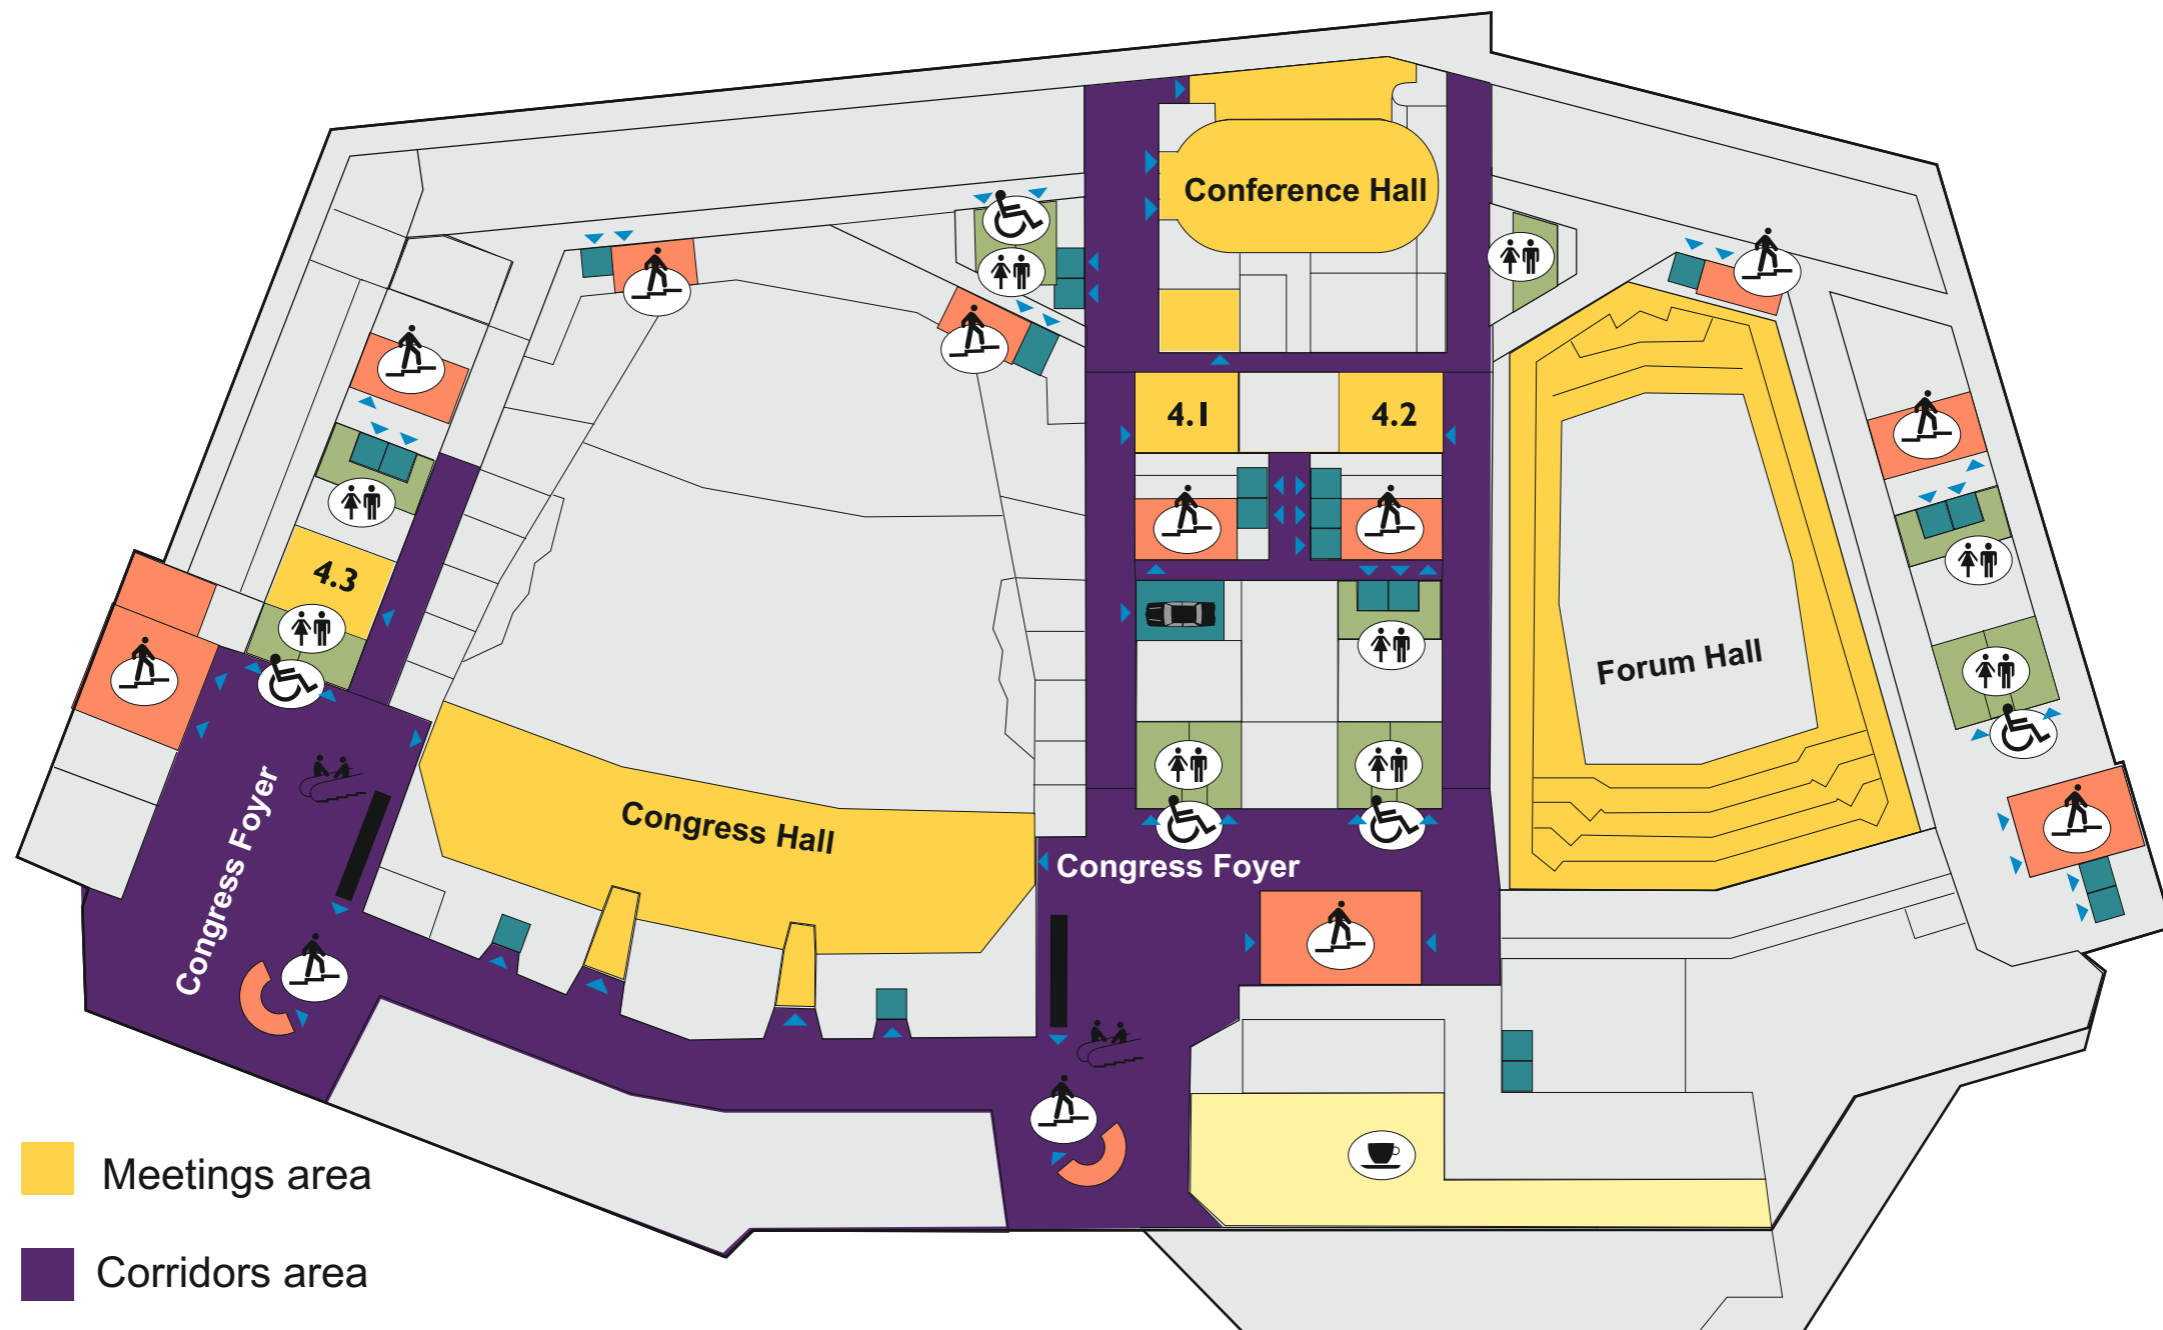 Conference Hall
4.1
4.2
4.3
Forum Hall
Congress Foyer
Congress Hall
Congress Foyer
Meetings area
Corridors area